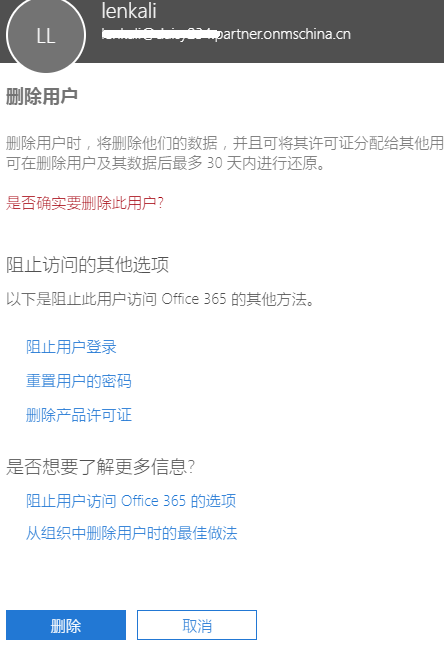 LL
lenkali
partner.onmschina.cn
删除用户
删除用户时，将删除他们的数据，并且可将其许可证分配给其他用
可在删除用户及其数据后最多 30 天内进行还原。
是否确实要删除此用户?
阻止访问的其他选项
以下是阻止此用户访问 Office 365 的其他方法。
阻止用户登录
重置用户的密码
删除产品许可证
是否想要了解更多信息?
阻止用户访问 Office 365 的选项
从组织中删除用户时的最佳做法
删除
取消